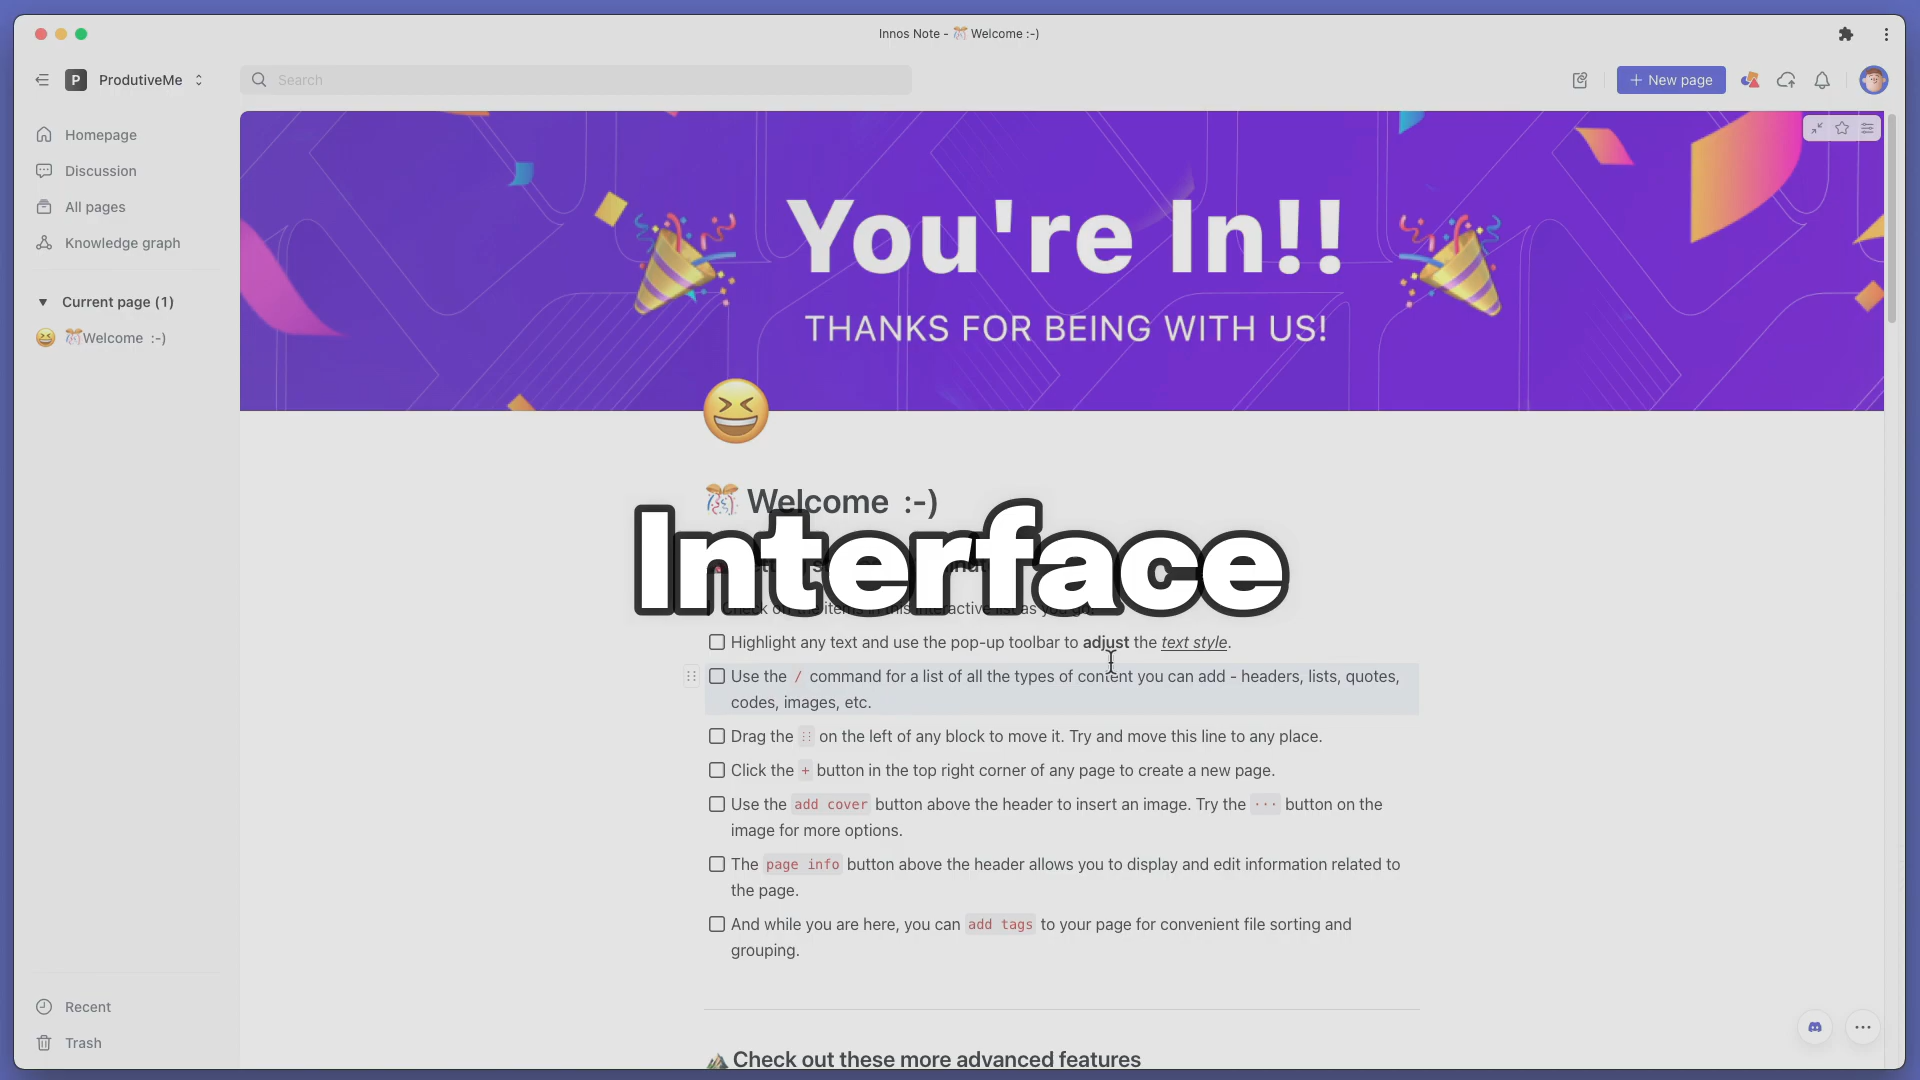 Innos Note - 🎊 Welcome :-)
P ProdutiveMe
Search
+ New page
Homepage
Discussion
All pages
Knowledge graph
Current page (1)
🎊Welcome :-)
You're In!!
THANKS FOR BEING WITH US!
🎊 Welcome :-)
Interface
Highlight any text and use the pop-up toolbar to adjust the text style.
Use the / command for a list of all the types of content you can add - headers, lists, quotes,
codes, images, etc.
Drag the ⠿ on the left of any block to move it. Try and move this line to any place.
Click the + button in the top right corner of any page to create a new page.
Use the add cover button above the header to insert an image. Try the ··· button on the
image for more options.
The page info button above the header allows you to display and edit information related to
the page.
And while you are here, you can add tags to your page for convenient file sorting and
grouping.
Recent
Trash
Check out these more advanced features